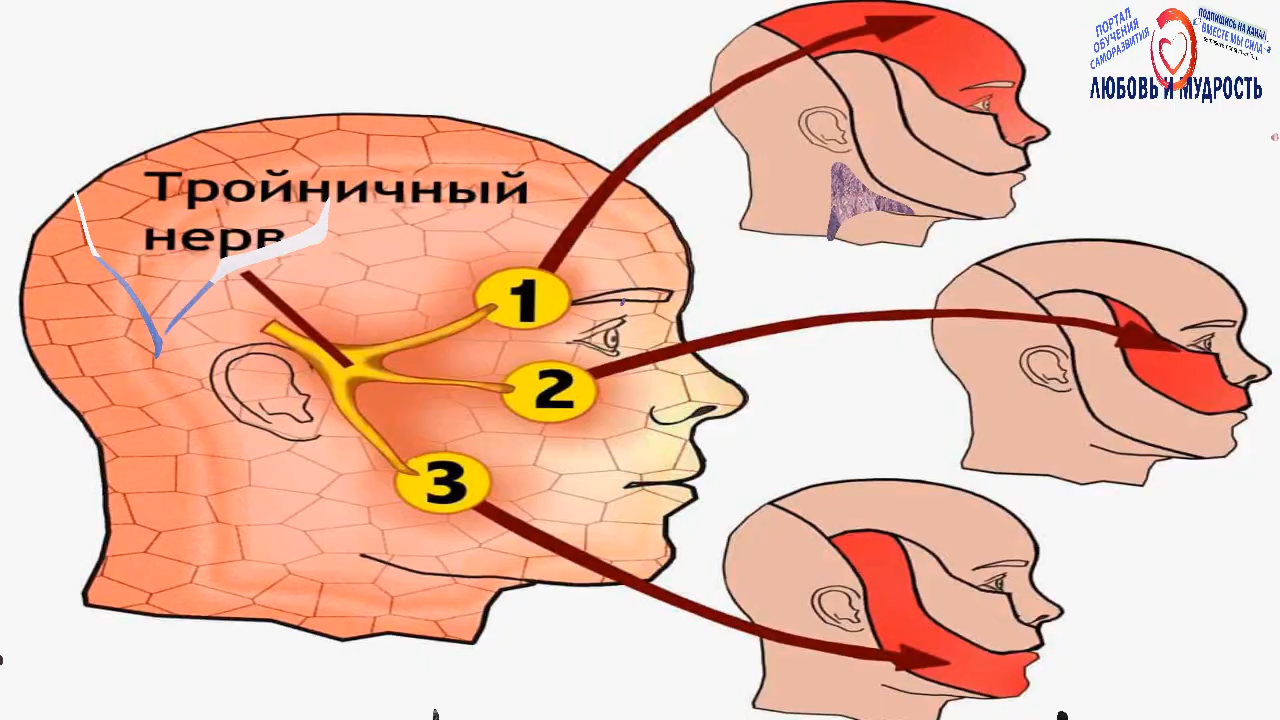 Тройничный
нерв
1
2
3
ПОРТАЛ
ОБУЧЕНИЯ
САМОРАЗВИТИЯ
ПОДПИШИСЬ НА КАНАЛ
ВМЕСТЕ МЫ СИЛА
ЛЮБОВЬ И МУДРОСТЬ